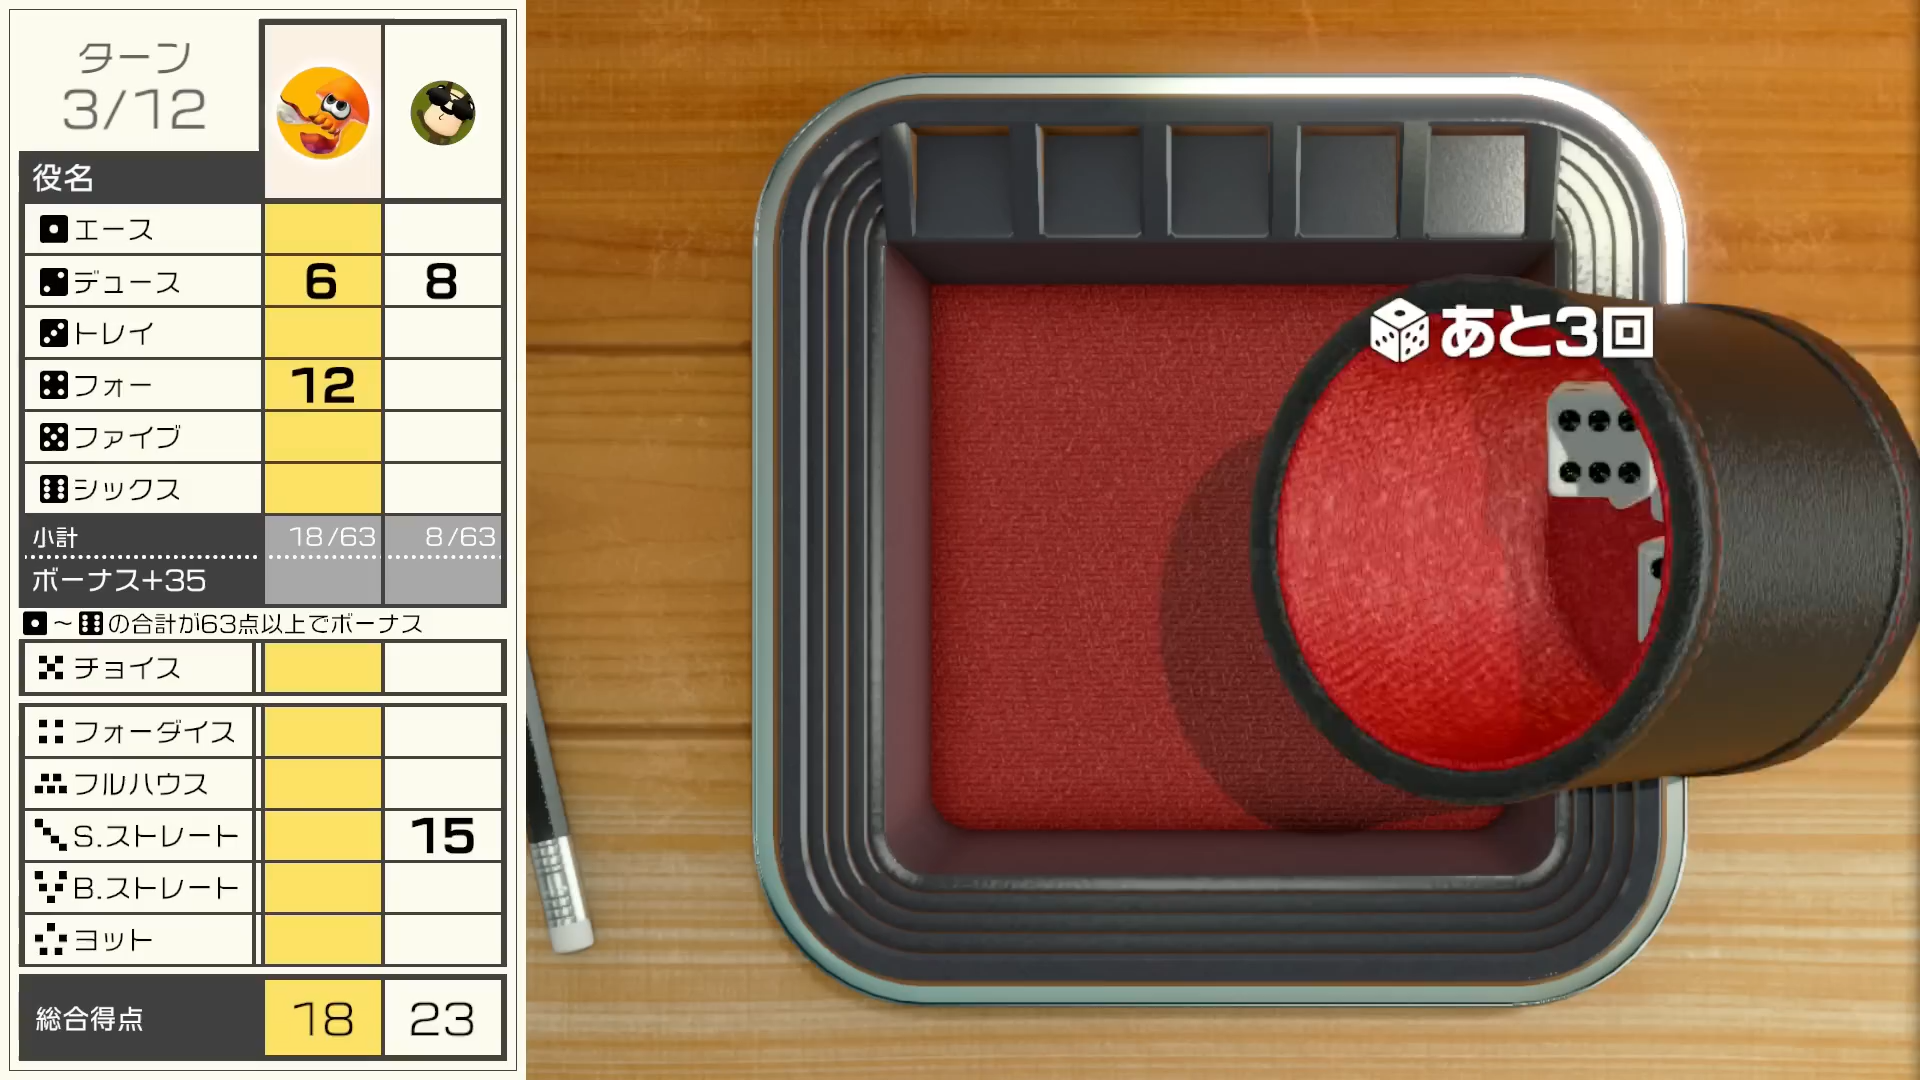 ターン
3/12
役名
エース
デュース 6 8
トレイ
フォー 12
ファイブ
シックス
小計 18/63 8/63
ボーナス+35
～の合計が63点以上でボーナス
チョイス
フォーダイス
フルハウス
S.ストレート 15
B.ストレート
ヨット
総合得点 18 23
あと3回